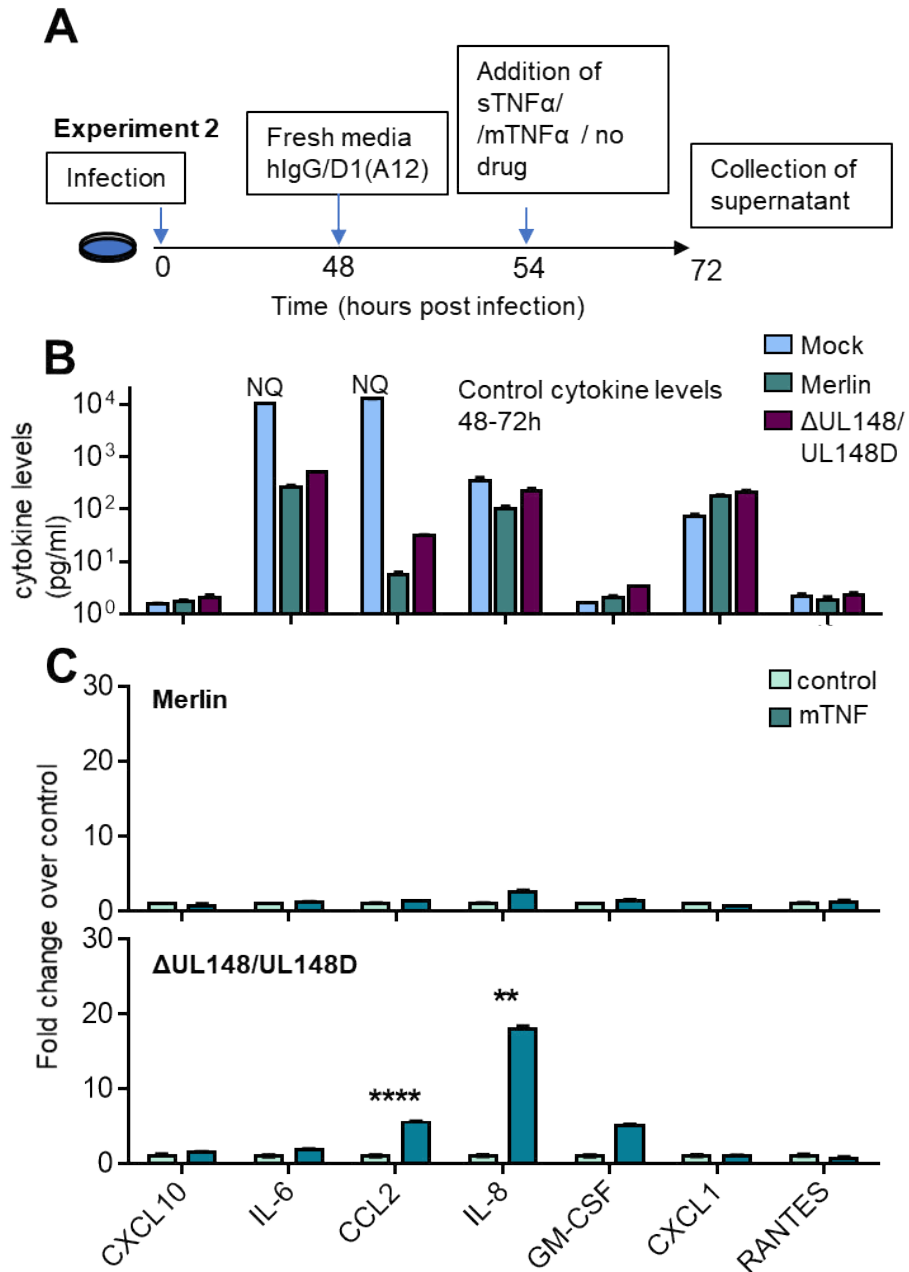 A
Experiment 2
Infection
Fresh media
hIgG/D1(A12)
Addition of
sTNFα/
/mTNFα / no
drug
Collection of
supernatant
0
48
54
72
Time (hours post infection)
B
Mock
Merlin
ΔUL148/
UL148D
NQ
NQ
Control cytokine levels
48-72h
cytokine levels
(pg/ml)
10⁴
10³
10²
10¹
10⁰
C
Merlin
control
mTNF
30
20
10
0
Fold change over control
ΔUL148/UL148D
30
20
10
0
****
**
CXCL10
IL-6
CCL2
IL-8
GM-CSF
CXCL1
RANTES